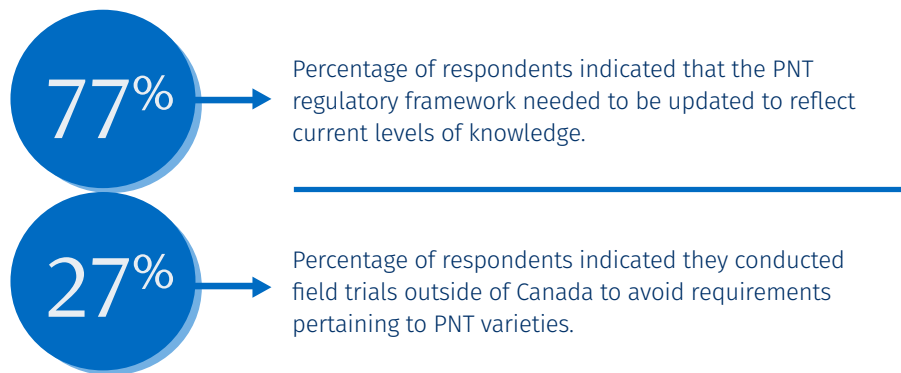 77%
Percentage of respondents indicated that the PNT
regulatory framework needed to be updated to reflect
current levels of knowledge.
27%
Percentage of respondents indicated they conducted
field trials outside of Canada to avoid requirements
pertaining to PNT varieties.